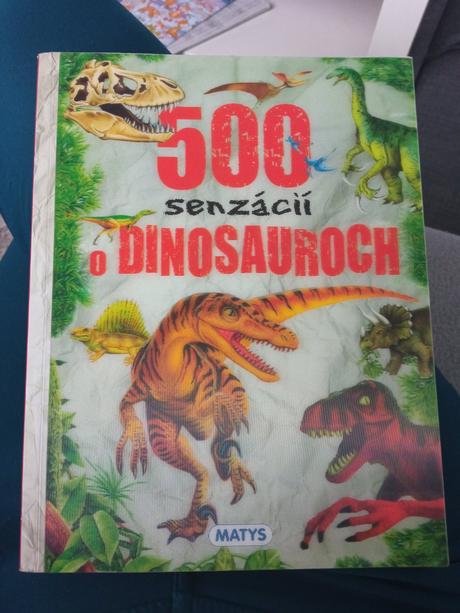 500
senzácií
o DINOSAUROCH
MATYS